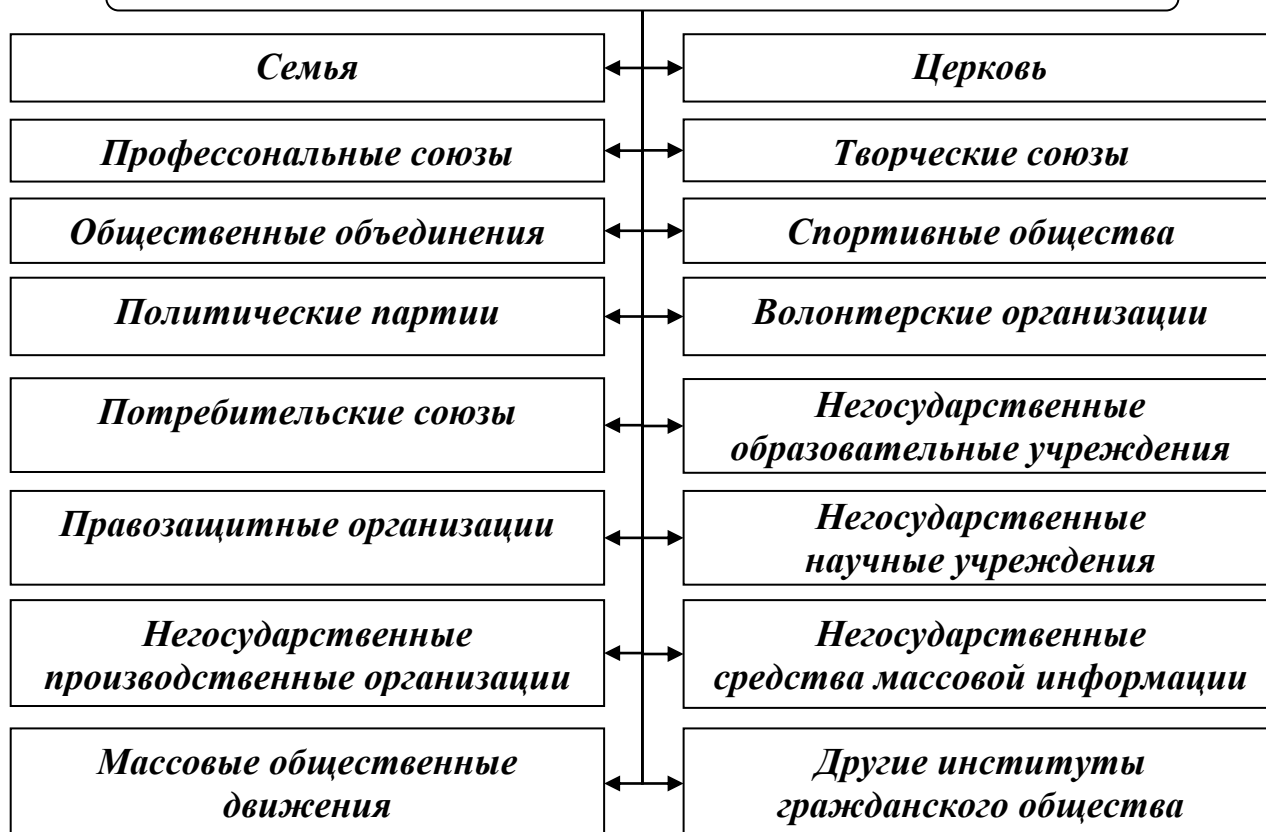 Семья
Церковь
Профессональные союзы
Творческие союзы
Общественные объединения
Спортивные общества
Политические партии
Волонтерские организации
Потребительские союзы
Негосударственные
образовательные учреждения
Правозащитные организации
Негосударственные
научные учреждения
Негосударственные
производственные организации
Негосударственные
средства массовой информации
Массовые общественные
движения
Другие институты
гражданского общества